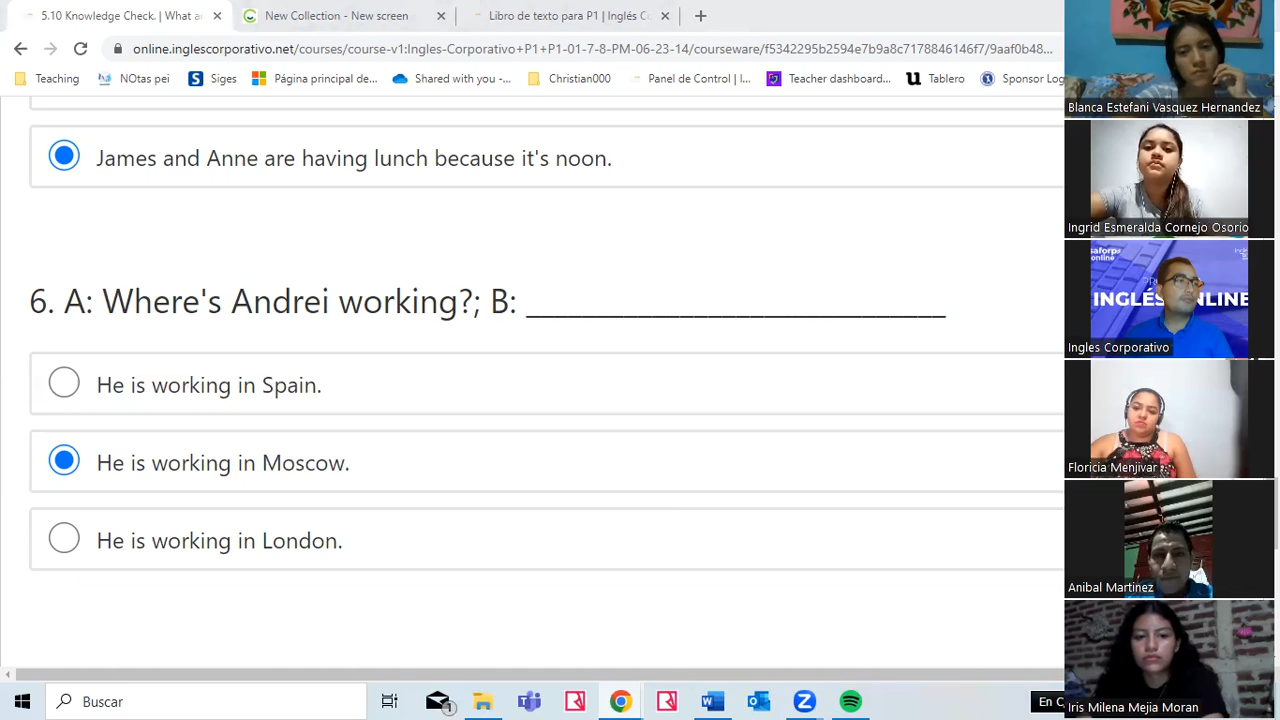 5.10 Knowledge Check. | What a
New Collection - New screen
Libro de texto para P1 | Inglés C
online.inglescorporativo.net/courses/course-v1:Ingles-Corporativo+P1+P1-01-7-8-PM-06-23-14/courseware/f5342295b2594e7b9a8c7178846146f7/9aaf0b48...
Teaching
NOtas pei
Siges
Página principal de...
Shared with you -...
Christian000
Panel de Control | I...
Teacher dashboard...
Tablero
Sponsor Log
James and Anne are having lunch because it's noon.
6. A: Where's Andrei working?; B: ______________________________
He is working in Spain.
He is working in Moscow.
He is working in London.
Buscar
Blanca Estefani Vasquez Hernandez
Ingrid Esmeralda Cornejo Osorio
INGLÉS NLINE
Ingles Corporativo
Floricia Menjivar
Anibal Martinez
Iris Milena Mejia Moran